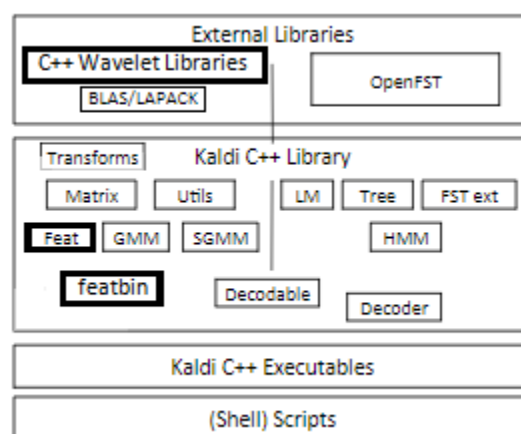 External Libraries
C++ Wavelet Libraries
OpenFST
BLAS/LAPACK
Transforms
Kaldi C++ Library
Matrix
Utils
LM
Tree
FST ext
Feat
GMM
SGMM
HMM
featbin
Decodable
Decoder
Kaldi C++ Executables
(Shell) Scripts